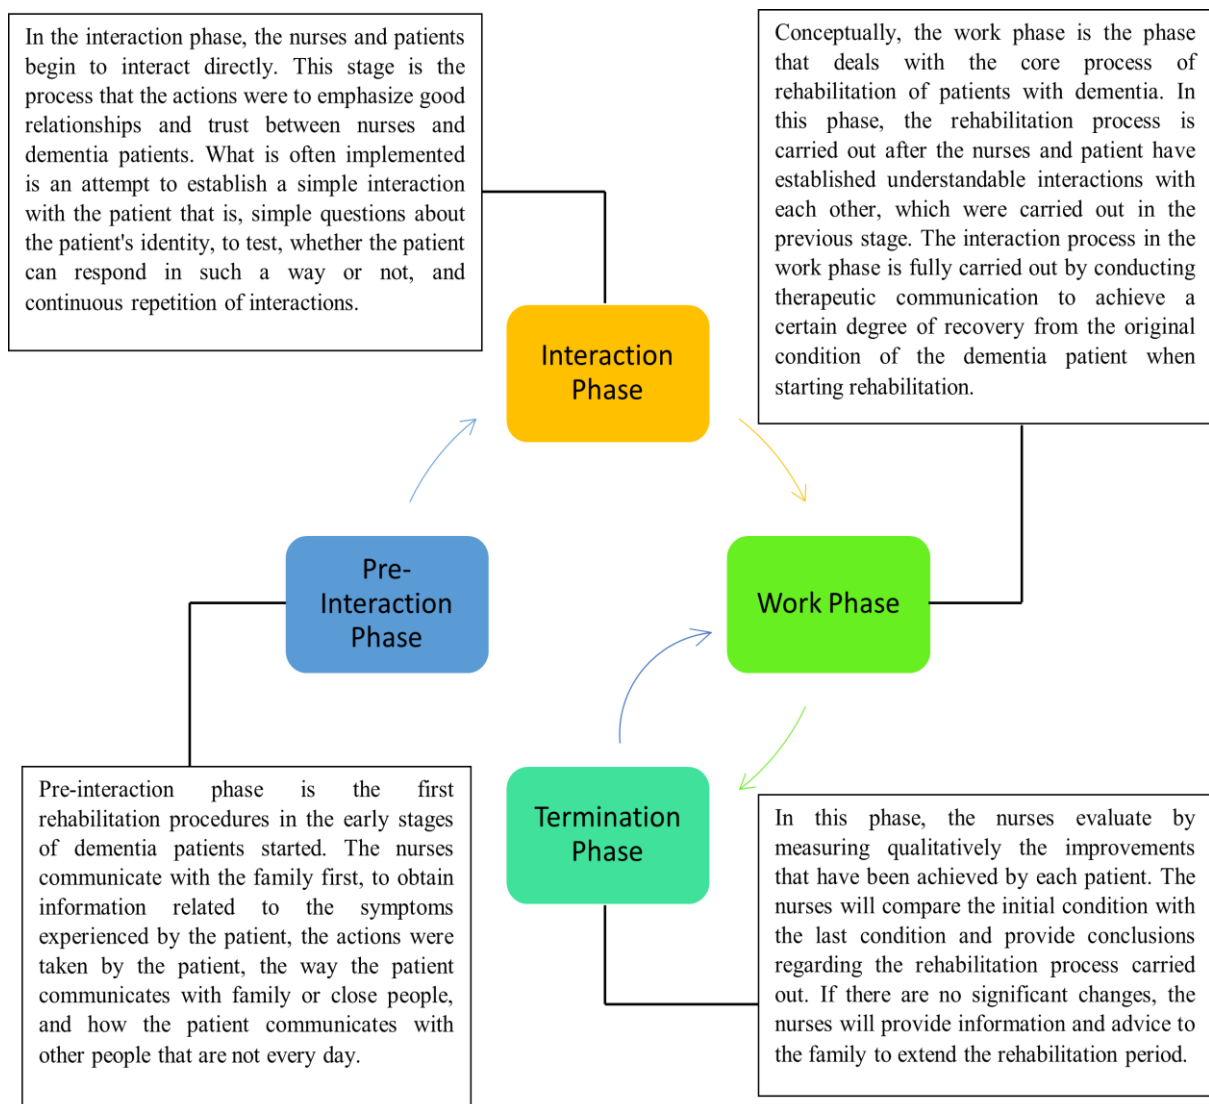 In the interaction phase, the nurses and patients
begin to interact directly. This stage is the
process that the actions were to emphasize good
relationships and trust between nurses and
dementia patients. What is often implemented
is an attempt to establish a simple interaction
with the patient that is, simple questions about
the patient's identity, to test, whether the patient
can respond in such a way or not, and
continuous repetition of interactions.
Conceptually, the work phase is the phase
that deals with the core process of
rehabilitation of patients with dementia. In
this phase, the rehabilitation process is
carried out after the nurses and patient have
established understandable interactions with
each other, which were carried out in the
previous stage. The interaction process in the
work phase is fully carried out by conducting
therapeutic communication to achieve a
certain degree of recovery from the original
condition of the dementia patient when
starting rehabilitation.
Interaction
Phase
Pre-
Interaction
Phase
Work Phase
Termination
Phase
Pre-interaction phase is the first
rehabilitation procedures in the early stages
of dementia patients started. The nurses
communicate with the family first, to obtain
information related to the symptoms
experienced by the patient, the actions were
taken by the patient, the way the patient
communicates with family or close people,
and how the patient communicates with
other people that are not every day.
In this phase, the nurses evaluate by
measuring qualitatively the improvements
that have been achieved by each patient. The
nurses will compare the initial condition with
the last condition and provide conclusions
regarding the rehabilitation process carried
out. If there are no significant changes, the
nurses will provide information and advice to
the family to extend the rehabilitation period.